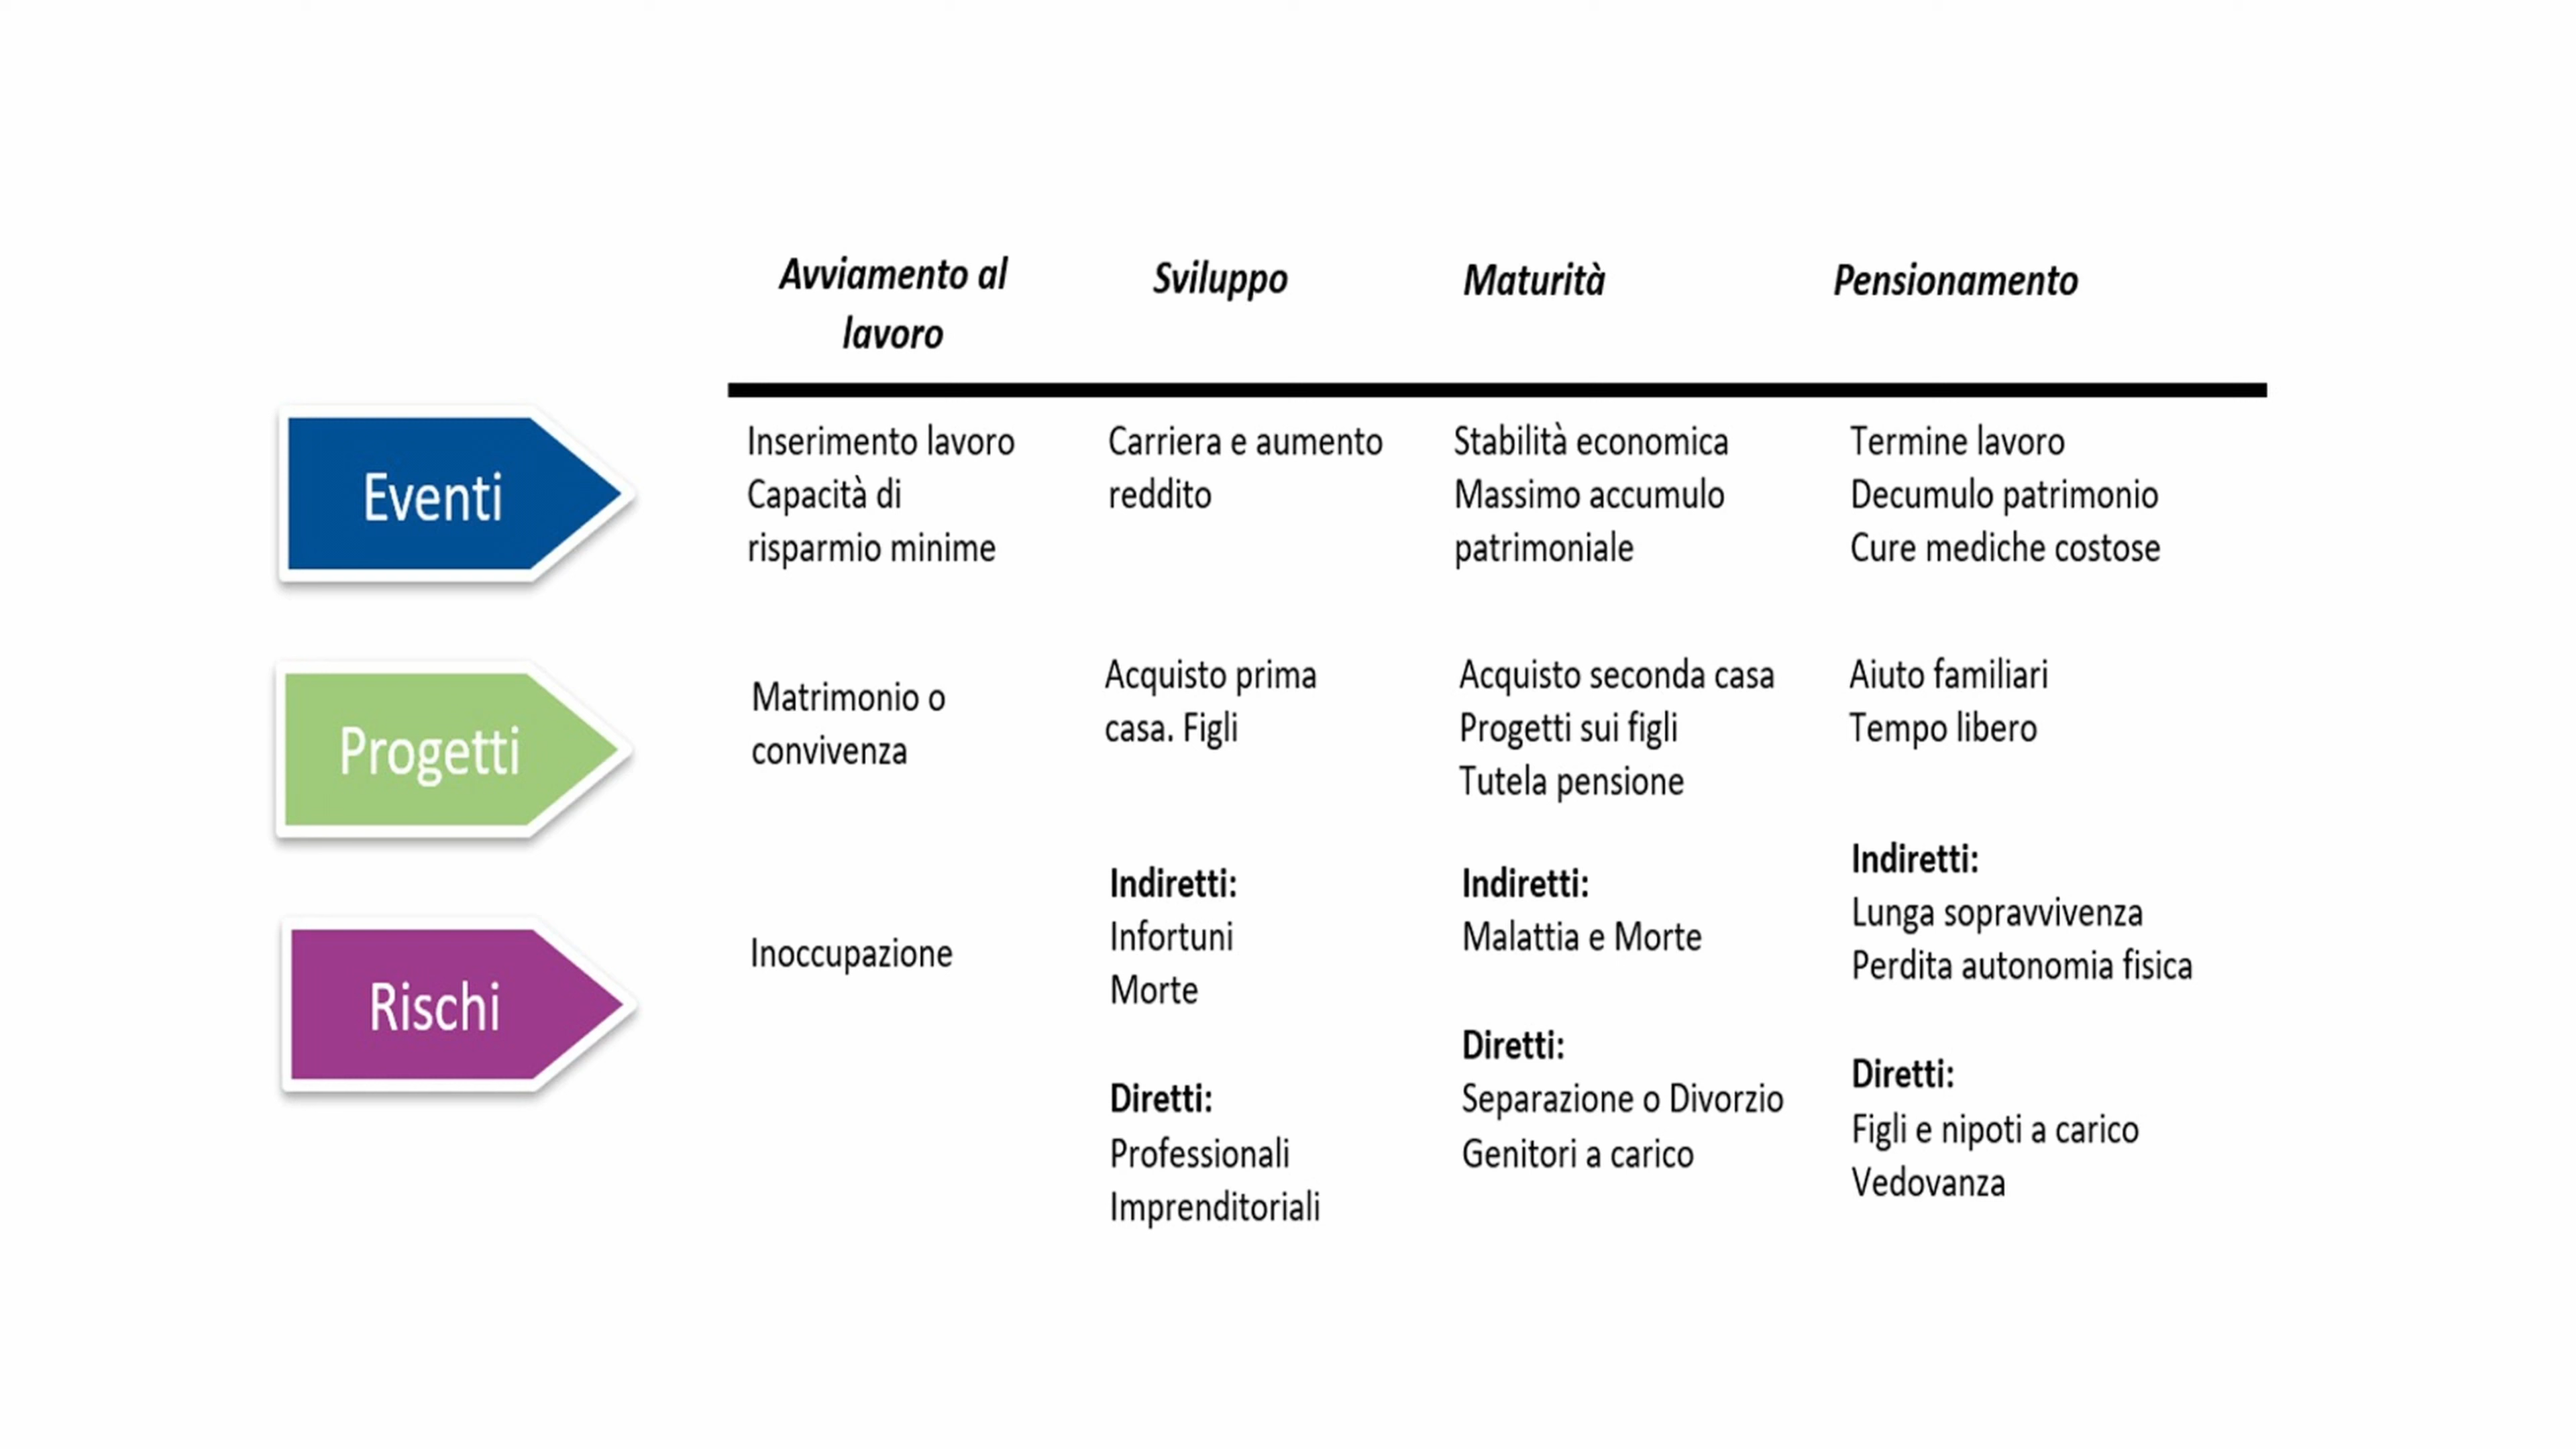 Avviamento al
lavoro
Sviluppo
Maturità
Pensionamento
Eventi
Inserimento lavoro
Capacità di
risparmio minime
Carriera e aumento
reddito
Stabilità economica
Massimo accumulo
patrimoniale
Termine lavoro
Decumulo patrimonio
Cure mediche costose
Progetti
Matrimonio o
convivenza
Acquisto prima
casa. Figli
Acquisto seconda casa
Progetti sui figli
Tutela pensione
Aiuto familiari
Tempo libero
Rischi
Inoccupazione
Indiretti:
Infortuni
Morte
Diretti:
Professionali
Imprenditoriali
Indiretti:
Malattia e Morte
Diretti:
Separazione o Divorzio
Genitori a carico
Indiretti:
Lunga sopravvivenza
Perdita autonomia fisica
Diretti:
Figli e nipoti a carico
Vedovanza